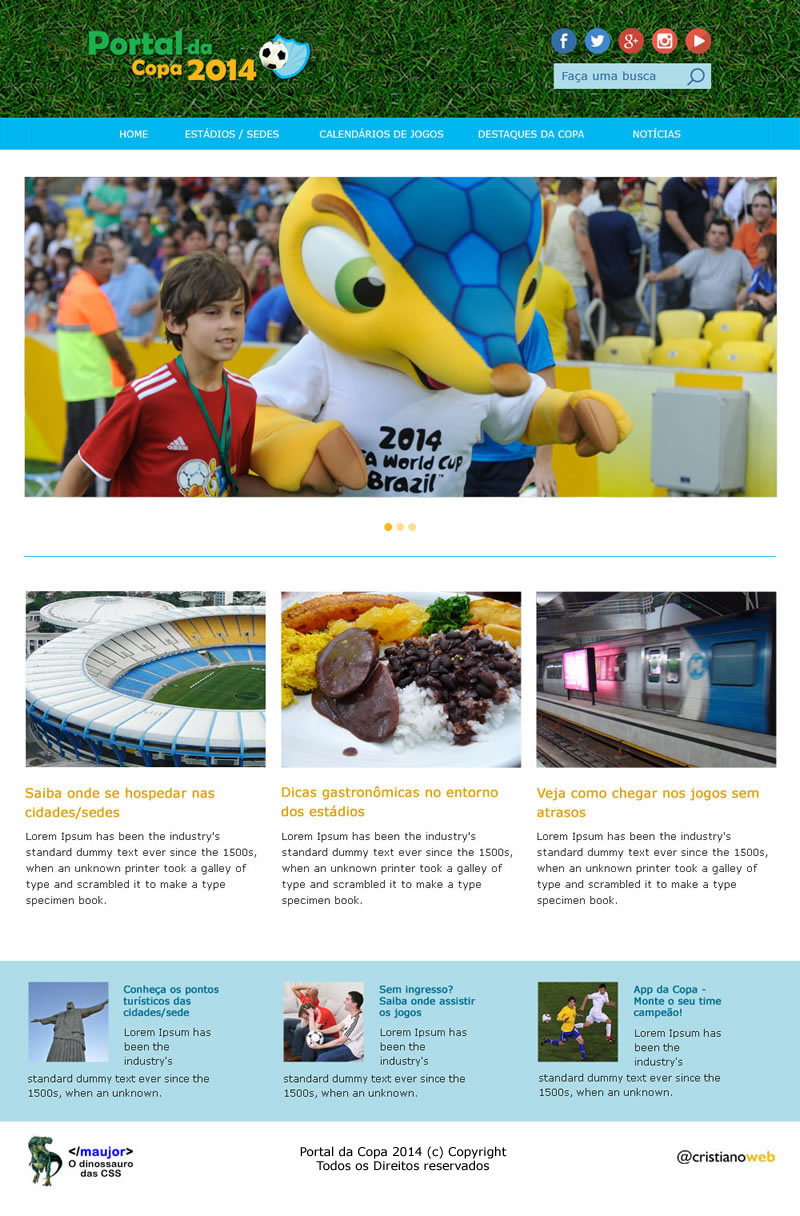 Portal da
Copa 2014
Faça uma busca
HOME ESTÁDIOS / SEDES CALENDÁRIOS DE JOGOS DESTAQUES DA COPA NOTÍCIAS
adidas
2014
FA World Cup
Brazil™
Saiba onde se hospedar nas
cidades/sedes
Lorem Ipsum has been the industry's
standard dummy text ever since the 1500s,
when an unknown printer took a galley of
type and scrambled it to make a type
specimen book.
Dicas gastronômicas no entorno
dos estádios
Lorem Ipsum has been the industry's
standard dummy text ever since the 1500s,
when an unknown printer took a galley of
type and scrambled it to make a type
specimen book.
Veja como chegar nos jogos sem
atrasos
Lorem Ipsum has been the industry's
standard dummy text ever since the 1500s,
when an unknown printer took a galley of
type and scrambled it to make a type
specimen book.
Conheça os pontos
turísticos das
cidades/sede
Lorem Ipsum has
been the
industry's
standard dummy text ever since the
1500s, when an unknown.
Sem ingresso?
Saiba onde assistir
os jogos
Lorem Ipsum has
been the
industry's
standard dummy text ever since the
1500s, when an unknown.
App da Copa -
Monte o seu time
campeão!
Lorem Ipsum has
been the
industry's
standard dummy text ever since the
1500s, when an unknown.
</maujor>
O dinossauro
das CSS
Portal da Copa 2014 (c) Copyright
Todos os Direitos reservados
@cristianoweb